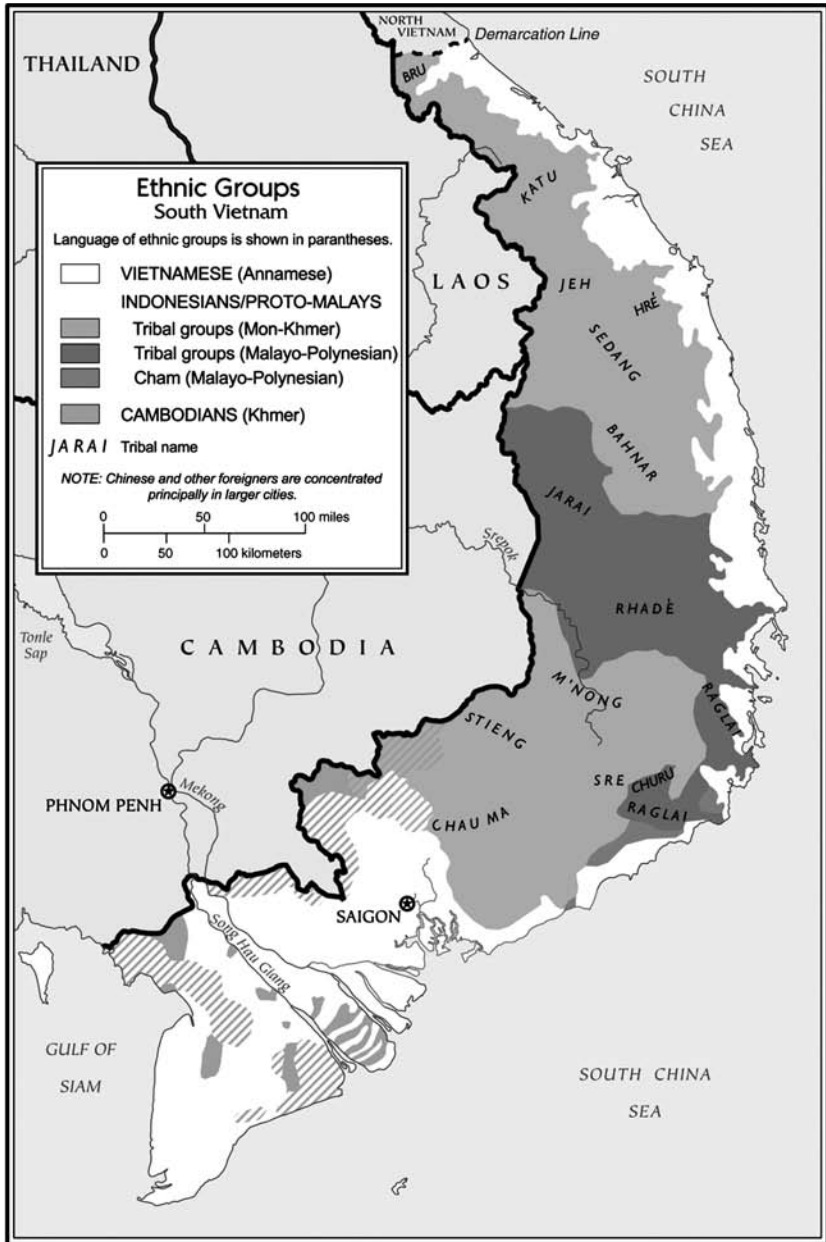 NORTH
VIETNAM
Demarcation Line
THAILAND
BRU
SOUTH
CHINA
SEA
KATU
Ethnic Groups
South Vietnam
Language of ethnic groups is shown in parantheses.
VIETNAMESE (Annamese)
INDONESIANS/PROTO-MALAYS
Tribal groups (Mon-Khmer)
Tribal groups (Malayo-Polynesian)
Cham (Malayo-Polynesian)
CAMBODIANS (Khmer)
JARAI Tribal name
NOTE: Chinese and other foreigners are concentrated
principally in larger cities.
0 50 100 miles
0 50 100 kilometers
LAOS
JEH
HRÉ
SEDANG
BAHNAR
JARAI
Srepok
RHADÈ
Tonle
Sap
CAMBODIA
M'NONG
RAGLAI
STIENG
SRE
CHURU
RAGLAI
PHNOM PENH
Mekong
CHAU MA
SAIGON
Song Hau Giang
GULF OF
SIAM
SOUTH CHINA
SEA